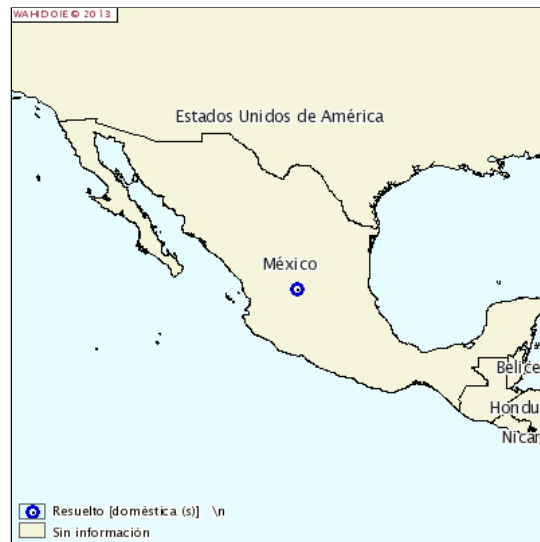 WAHID OIE © 2013
Estados Unidos de América
México
Belice
Hondu
Nicar
Resuelto [doméstica (s)] \n
Sin información